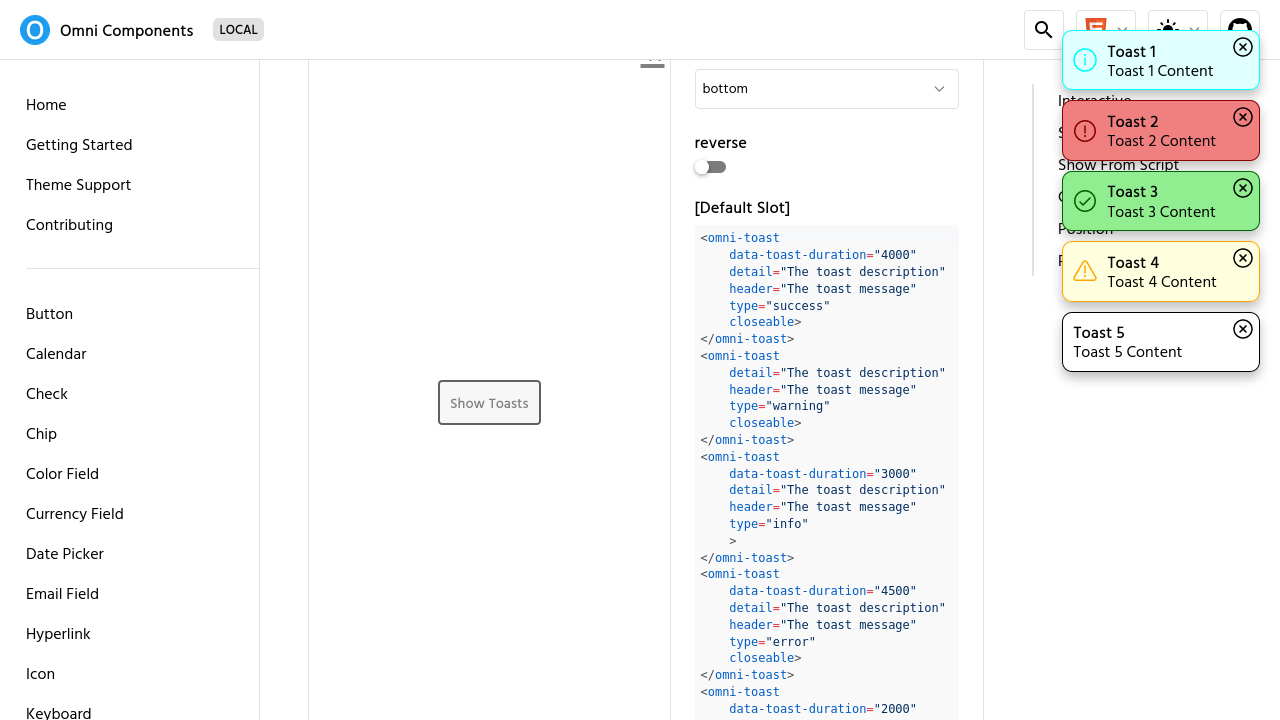 Omni Components
LOCAL
Home
Getting Started
Theme Support
Contributing
Button
Calendar
Check
Chip
Color Field
Currency Field
Date Picker
Email Field
Hyperlink
Icon
Keyboard
Show Toasts
bottom
reverse
[Default Slot]
<omni-toast
data-toast-duration="4000"
detail="The toast description"
header="The toast message"
type="success"
closeable>
</omni-toast>
<omni-toast
detail="The toast description"
header="The toast message"
type="warning"
closeable>
</omni-toast>
<omni-toast
data-toast-duration="3000"
detail="The toast description"
header="The toast message"
type="info"
>
</omni-toast>
<omni-toast
data-toast-duration="4500"
detail="The toast description"
header="The toast message"
type="error"
closeable>
</omni-toast>
<omni-toast
data-toast-duration="2000"
Interactive
Show From Script
Position
Toast 1
Toast 1 Content
Toast 2
Toast 2 Content
Toast 3
Toast 3 Content
Toast 4
Toast 4 Content
Toast 5
Toast 5 Content